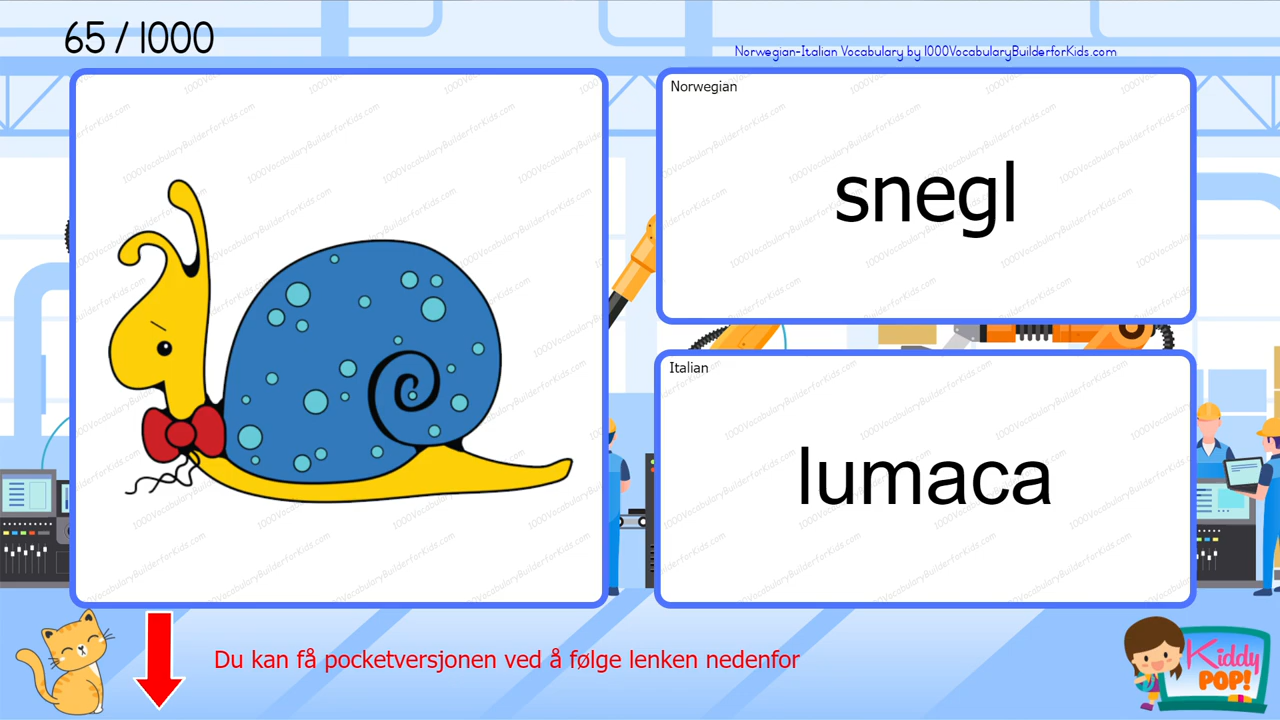 65 / 1000
Norwegian-Italian Vocabulary by 1000VocabularyBuilderforKids.com
Norwegian
snegl
Italian
lumaca
Du kan få pocketversjonen ved å følge lenken nedenfor
Kiddy
POP!